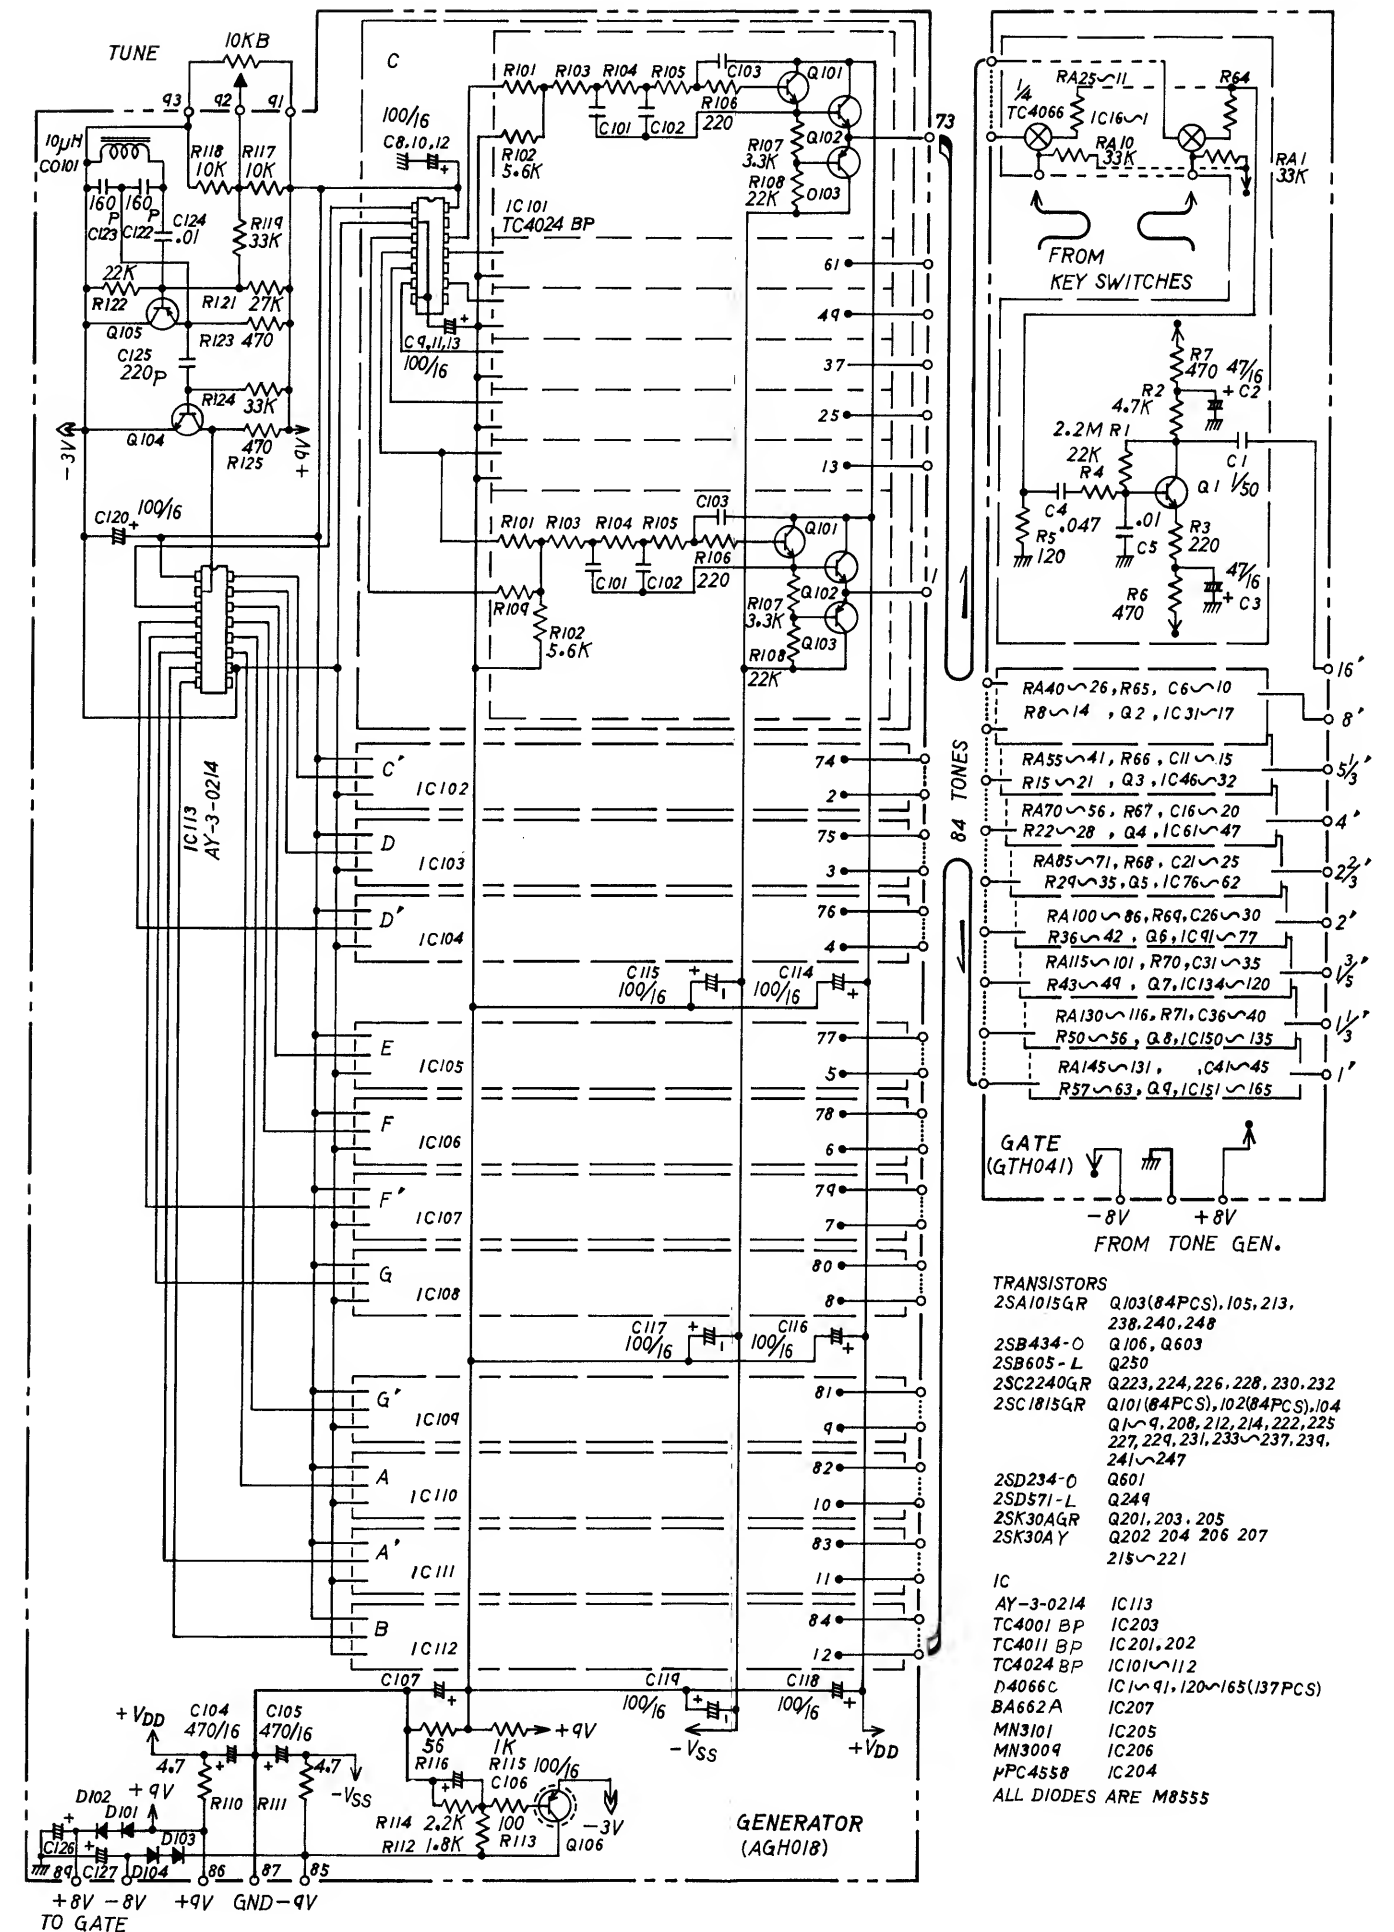 TUNE
10KB
93
92
91
10μH
CO101
R118
10K
R117
10K
160
P
160
P
C123
C122
C124
.01
R119
33K
22K
R122
R121
27K
Q105
R123
470
C125
220P
R124
33K
Q104
470
R125
-3V
+9V
C120
100/16
IC113
AY-3-0214
C
100/16
C8,10,12
R101
R103
R104
R105
C103
Q101
R106
220
R102
5.6K
C101
C102
R107
3.3K
Q102
R108
22K
Q103
IC101
TC4024 BP
C9,11,13
100/16
73
61
49
37
25
13
R101
R103
R104
R105
C103
Q101
R106
220
C101
C102
R109
R102
5.6K
R107
3.3K
Q102
R108
22K
Q103
1
C'
IC102
74
2
D
IC103
75
3
D'
IC104
76
4
C115
100/16
C114
100/16
E
IC105
77
5
F
IC106
78
6
F'
IC107
79
7
G
IC108
80
8
C117
100/16
C116
100/16
G'
IC109
81
9
A
IC110
82
10
A'
IC111
83
11
B
IC112
84
12
C107
C119
100/16
C118
100/16
56
R116
1K
R115
+9V
-VSS
+VDD
100/16
C106
R114
2.2K
100
R113
R112
1.8K
Q106
-3V
+VDD
C104
470/16
C105
470/16
4.7
R110
4.7
R111
-VSS
D102
D101
+9V
C126
C127
D104
D103
89
86
87
85
+8V
-8V
+9V
GND
-9V
TO GATE
GENERATOR
(AGH018)
84 TONES
1/4
TC4066
RA25〜11
IC16〜1
RA10
33K
R64
RA1
33K
FROM
KEY SWITCHES
R7
470
47/16
C2
R2
4.7K
2.2M R1
22K
R4
C1
1/50
Q1
C4
.047
.01
C5
R5
120
R3
220
47/16
C3
R6
470
16'
RA40〜26, R65, C6〜10
R8〜14 , Q2, IC31〜17
8'
RA55〜41, R66, C11〜15
R15〜21 , Q3, IC46〜32
5 1/3'
RA70〜56, R67, C16〜20
R22〜28 , Q4, IC61〜47
4'
RA85〜71, R68, C21〜25
R29〜35, Q5, IC76〜62
2 2/3'
RA100〜86, R69, C26〜30
R36〜42 , Q6, IC91〜77
2'
RA115〜101, R70, C31〜35
R43〜49 , Q7, IC134〜120
1 3/5'
RA130〜116, R71, C36〜40
R50〜56 , Q8, IC150〜135
1 1/3'
RA145〜131, ,C41〜45
R57〜63, Q9, IC151〜165
1'
GATE
(GTH041)
-8V
+8V
FROM TONE GEN.
TRANSISTORS
2SA1015GR Q103(84PCS),105,213,
238,240,248
2SB434-O Q106, Q603
2SB605-L Q250
2SC2240GR Q223,224,226,228,230,232
2SC1815GR Q101(84PCS),102(84PCS),104
Q1〜9,208,212,214,222,225
227,229,231,233〜237,239,
241〜247
2SD234-O Q601
2SD571-L Q249
2SK30AGR Q201,203,205
2SK30AY Q202 204 206 207
215〜221
IC
AY-3-0214 IC113
TC4001 BP IC203
TC4011 BP IC201,202
TC4024 BP IC101〜112
D4066C IC1〜91,120〜165(137PCS)
BA662A IC207
MN3101 IC205
MN3009 IC206
μPC4558 IC204
ALL DIODES ARE M8555